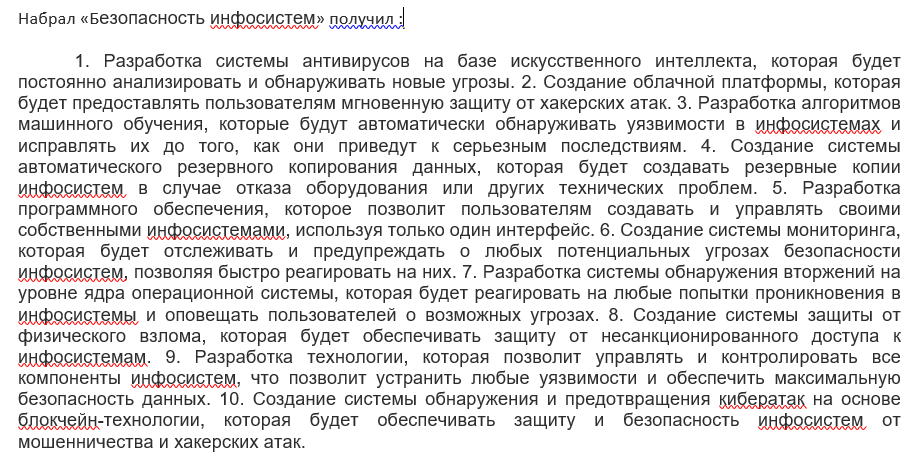 Набрал «Безопасность инфосистем» получил :
1. Разработка системы антивирусов на базе искусственного интеллекта, которая будет
постоянно анализировать и обнаруживать новые угрозы. 2. Создание облачной платформы, которая
будет предоставлять пользователям мгновенную защиту от хакерских атак. 3. Разработка алгоритмов
машинного обучения, которые будут автоматически обнаруживать уязвимости в инфосистемах и
исправлять их до того, как они приведут к серьезным последствиям. 4. Создание системы
автоматического резервного копирования данных, которая будет создавать резервные копии
инфосистем в случае отказа оборудования или других технических проблем. 5. Разработка
программного обеспечения, которое позволит пользователям создавать и управлять своими
собственными инфосистемами, используя только один интерфейс. 6. Создание системы мониторинга,
которая будет отслеживать и предупреждать о любых потенциальных угрозах безопасности
инфосистем, позволяя быстро реагировать на них. 7. Разработка системы обнаружения вторжений на
уровне ядра операционной системы, которая будет реагировать на любые попытки проникновения в
инфосистемы и оповещать пользователей о возможных угрозах. 8. Создание системы защиты от
физического взлома, которая будет обеспечивать защиту от несанкционированного доступа к
инфосистемам. 9. Разработка технологии, которая позволит управлять и контролировать все
компоненты инфосистем, что позволит устранить любые уязвимости и обеспечить максимальную
безопасность данных. 10. Создание системы обнаружения и предотвращения кибератак на основе
блокчейн-технологии, которая будет обеспечивать защиту и безопасность инфосистем от
мошенничества и хакерских атак.